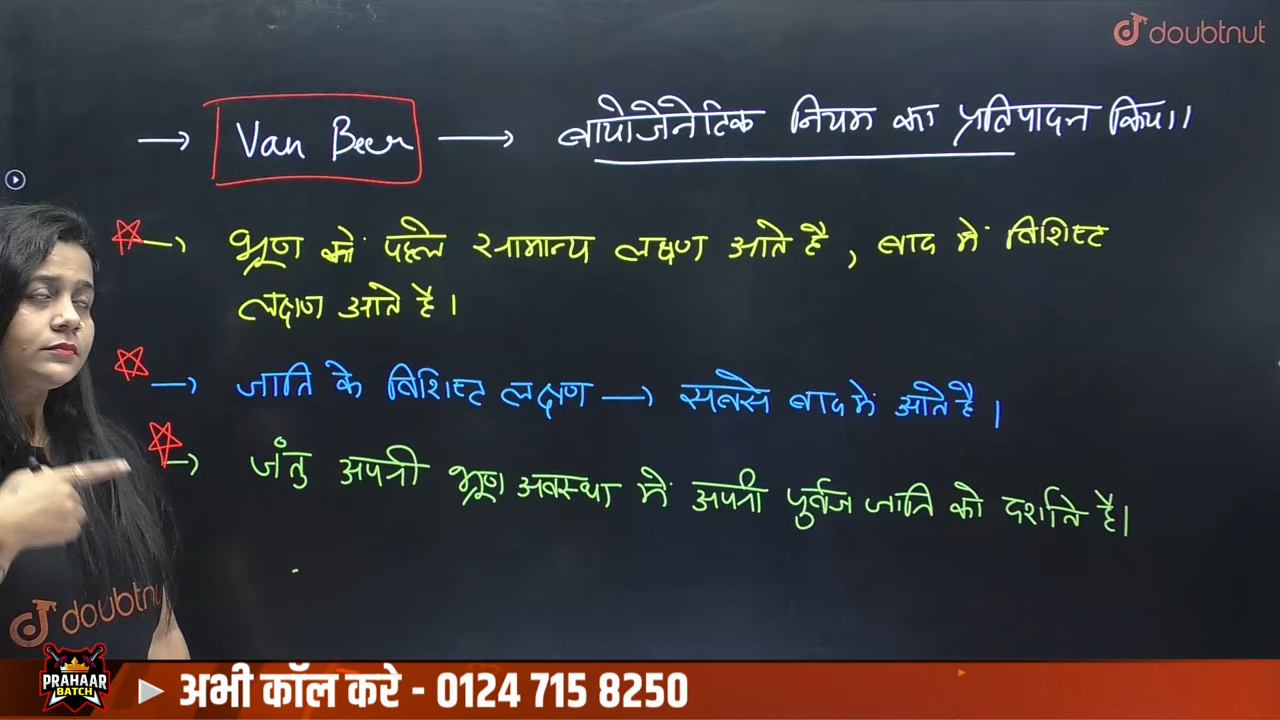 doubtnut
→ Van Beer → बायोजेनेटिक नियम का प्रतिपादन किया।
→ भ्रूण को पहले सामान्य लक्षण आते है, बाद में विशिष्ट
लक्षण आते है।
→ जाति के विशिष्ट लक्षण → सबसे बाद में आते है।
→ जंतु अपनी भ्रूण अवस्था में अपनी पुर्वज जाति को दर्शाते है।
doubtnut
PRAHAAR
BATCH
अभी कॉल करे - 0124 715 8250